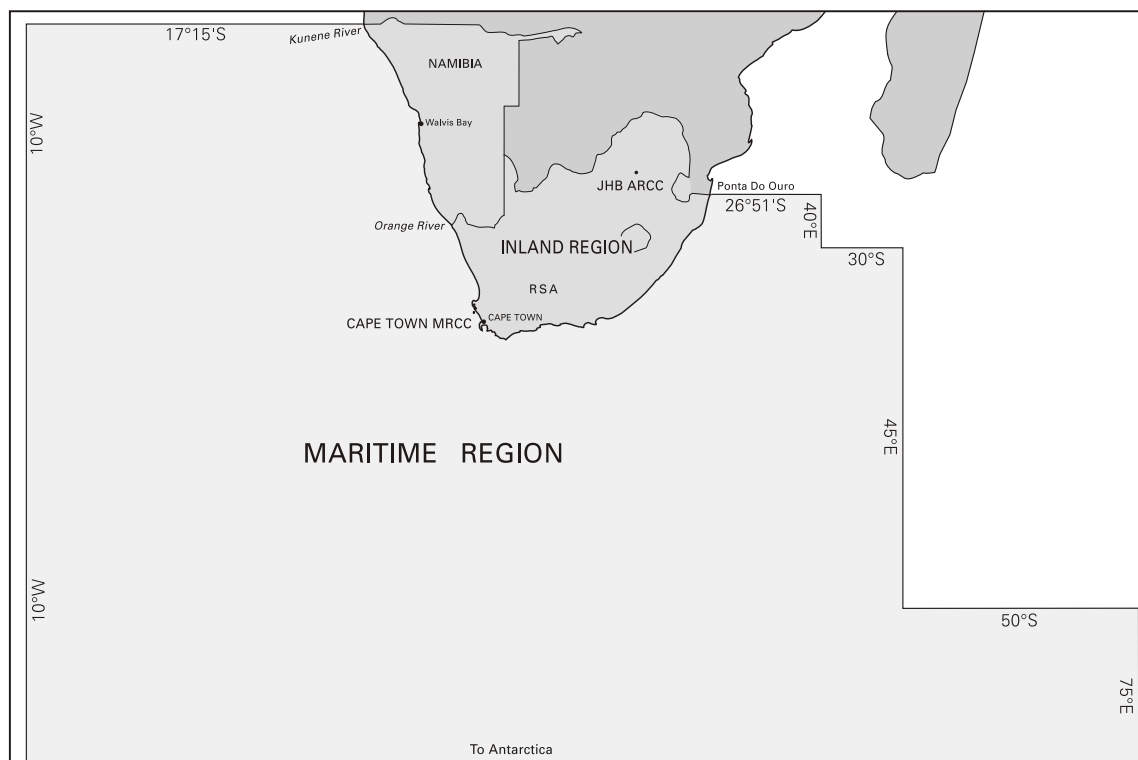 17°15'S
Kunene River
NAMIBIA
10°W
Walvis Bay
JHB ARCC
Ponta Do Ouro
26°51'S
40°E
Orange River
INLAND REGION
30°S
RSA
CAPE TOWN MRCC
CAPE TOWN
45°E
MARITIME REGION
10°W
50°S
75°E
To Antarctica